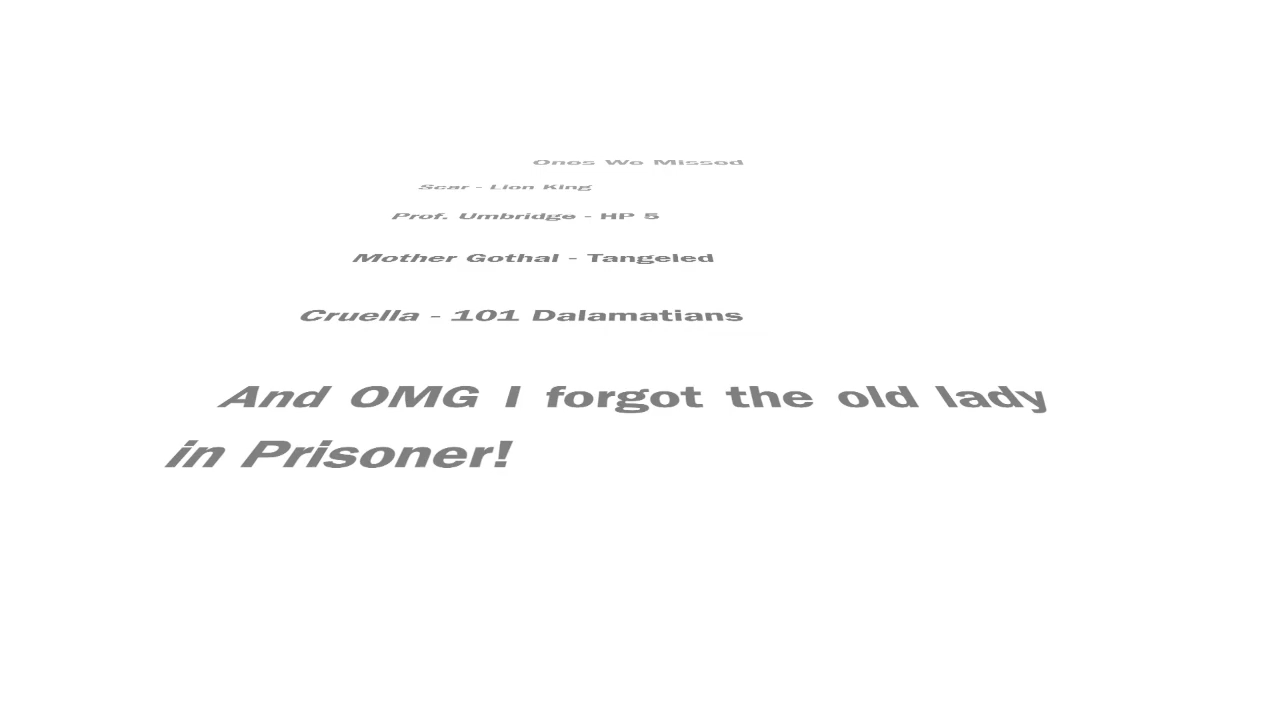 Ones We Missed
Scar - Lion King
Prof. Umbridge - HP 5
Mother Gothal - Tangeled
Cruella - 101 Dalamatians
And OMG I forgot the old lady
in Prisoner!